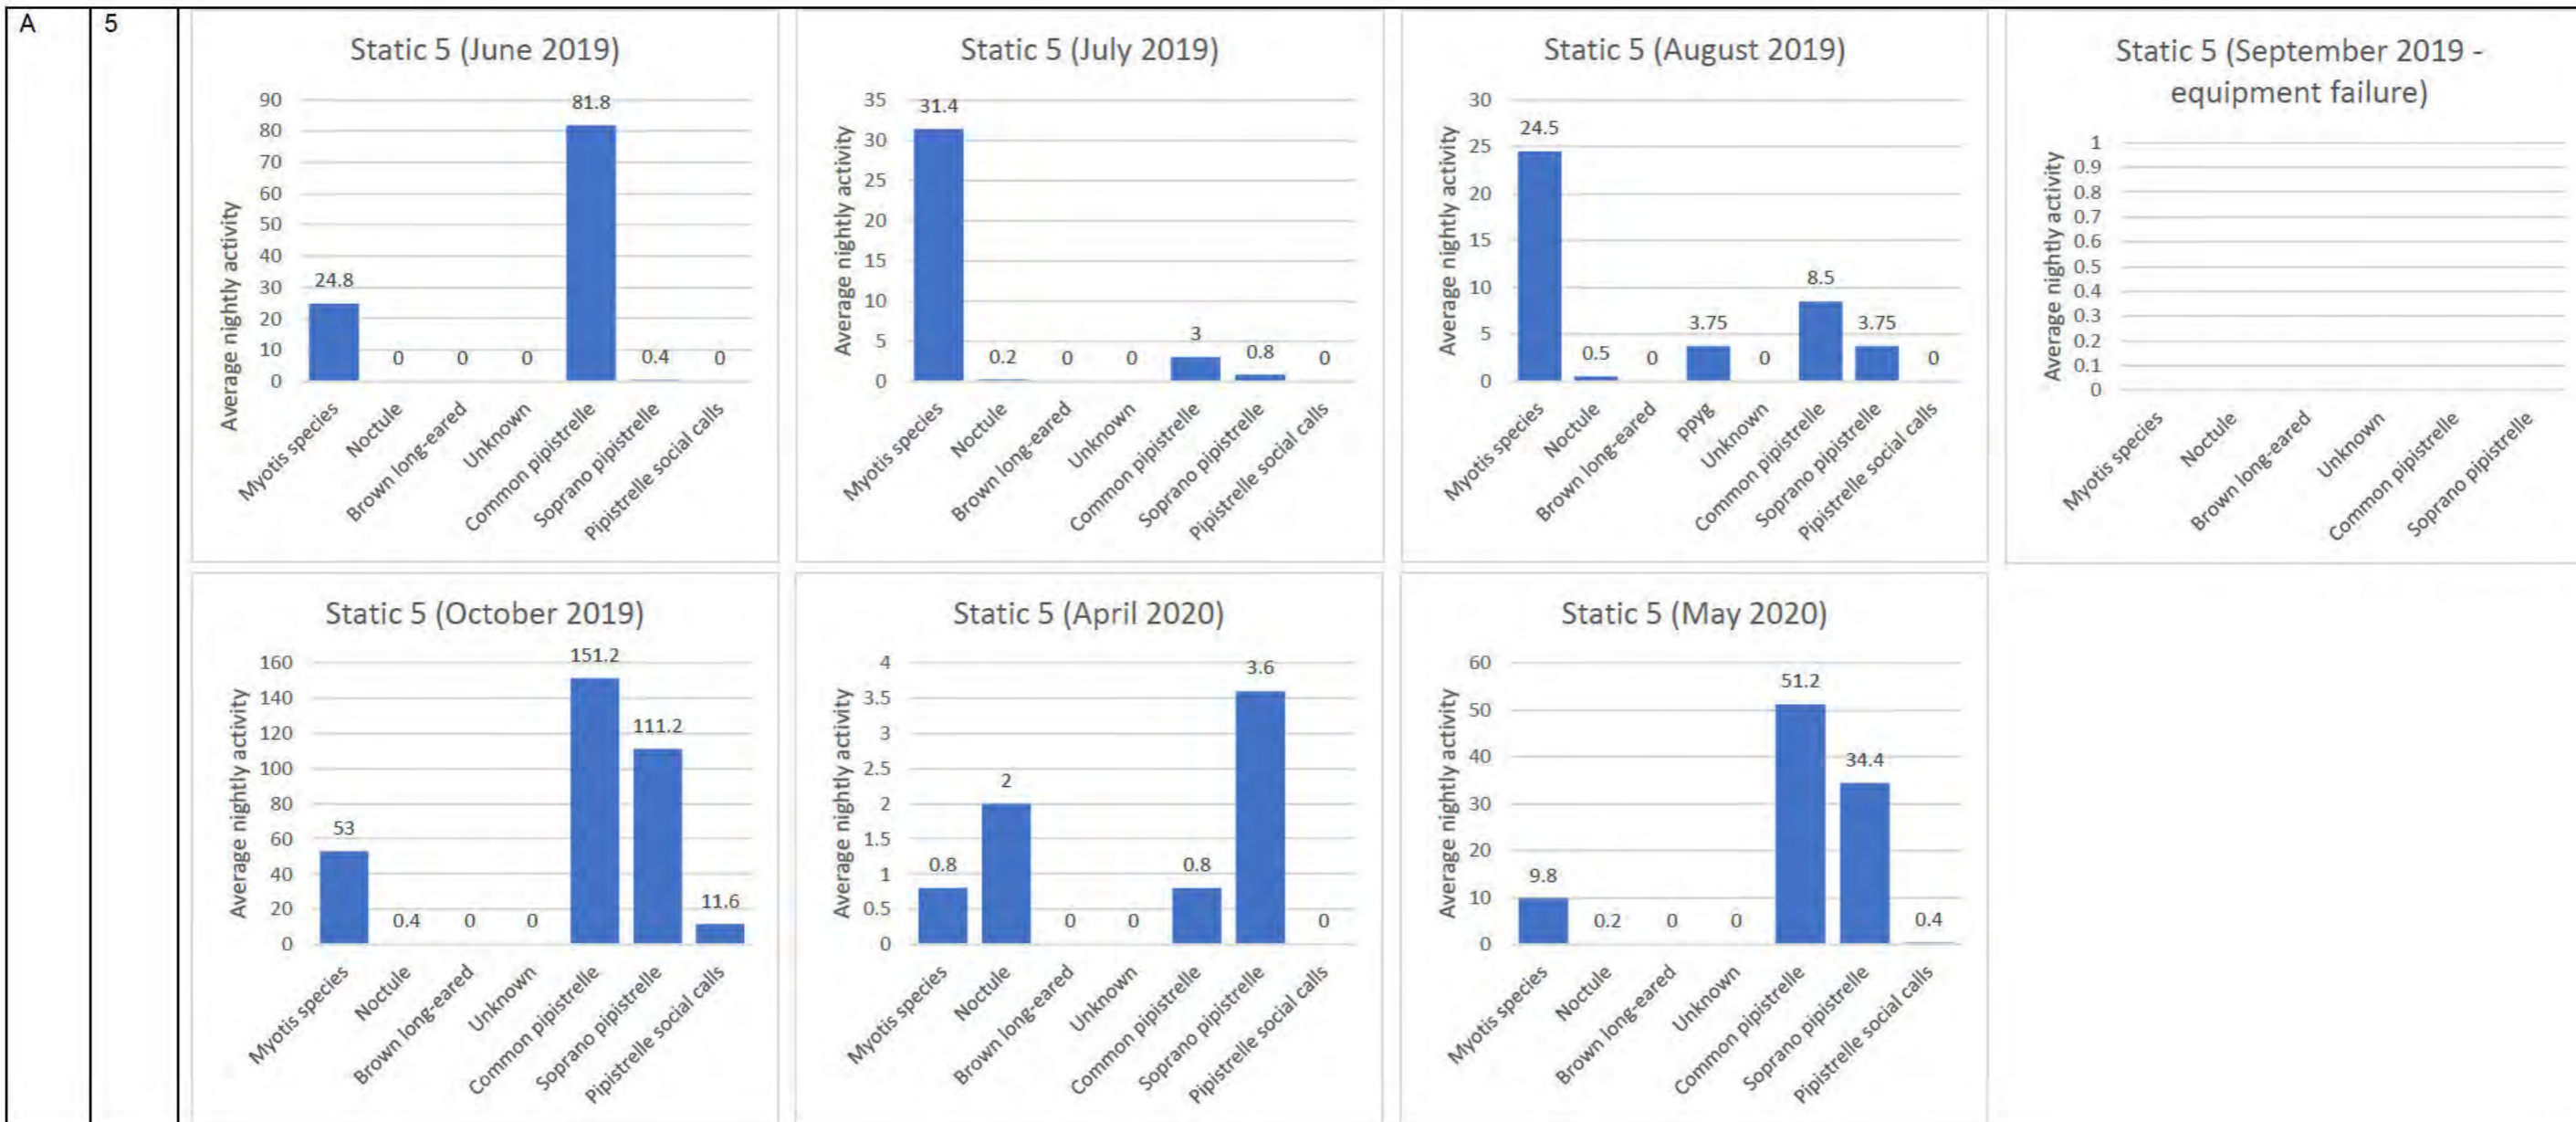 A
5
Static 5 (June 2019)
Average nightly activity
90
80
70
60
50
40
30
20
10
0
24.8
0
0
0
81.8
0.4
0
Myotis species
Noctule
Brown long-eared
Unknown
Common pipistrelle
Soprano pipistrelle
Pipistrelle social calls
Static 5 (July 2019)
Average nightly activity
35
30
25
20
15
10
5
0
31.4
0.2
0
0
3
0.8
0
Myotis species
Noctule
Brown long-eared
Unknown
Common pipistrelle
Soprano pipistrelle
Pipistrelle social calls
Static 5 (August 2019)
Average nightly activity
30
25
20
15
10
5
0
24.5
0.5
0
3.75
0
8.5
3.75
0
Myotis species
Noctule
Brown long-eared
ppyg
Unknown
Common pipistrelle
Soprano pipistrelle
Pipistrelle social calls
Static 5 (September 2019 -
equipment failure)
Average nightly activity
1
0.9
0.8
0.7
0.6
0.5
0.4
0.3
0.2
0.1
0
Myotis species
Noctule
Brown long-eared
Unknown
Common pipistrelle
Soprano pipistrelle
Static 5 (October 2019)
Average nightly activity
160
140
120
100
80
60
40
20
0
53
0.4
0
0
151.2
111.2
11.6
Myotis species
Noctule
Brown long-eared
Unknown
Common pipistrelle
Soprano pipistrelle
Pipistrelle social calls
Static 5 (April 2020)
Average nightly activity
4
3.5
3
2.5
2
1.5
1
0.5
0
0.8
2
0
0
0.8
3.6
0
Myotis species
Noctule
Brown long-eared
Unknown
Common pipistrelle
Soprano pipistrelle
Pipistrelle social calls
Static 5 (May 2020)
Average nightly activity
60
50
40
30
20
10
0
9.8
0.2
0
0
51.2
34.4
0.4
Myotis species
Noctule
Brown long-eared
Unknown
Common pipistrelle
Soprano pipistrelle
Pipistrelle social calls